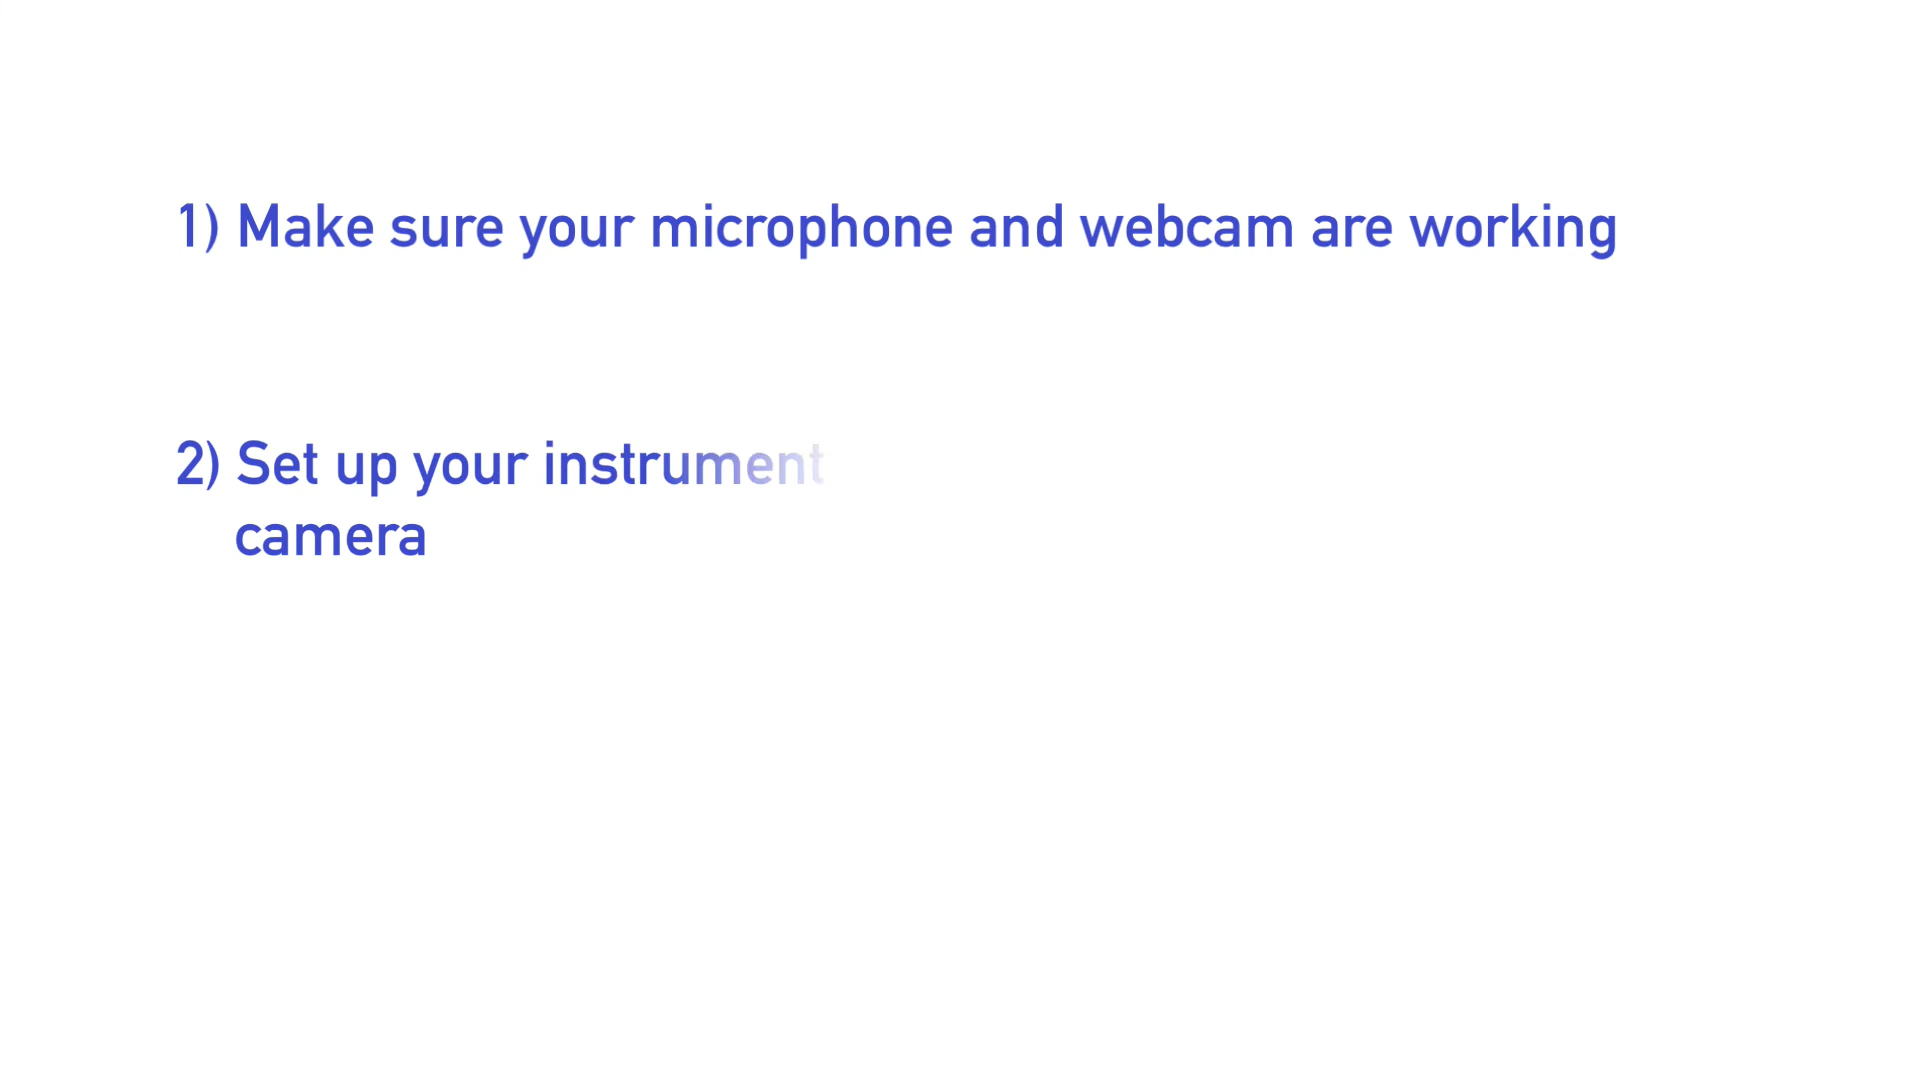 1) Make sure your microphone and webcam are working
2) Set up your instrument
camera